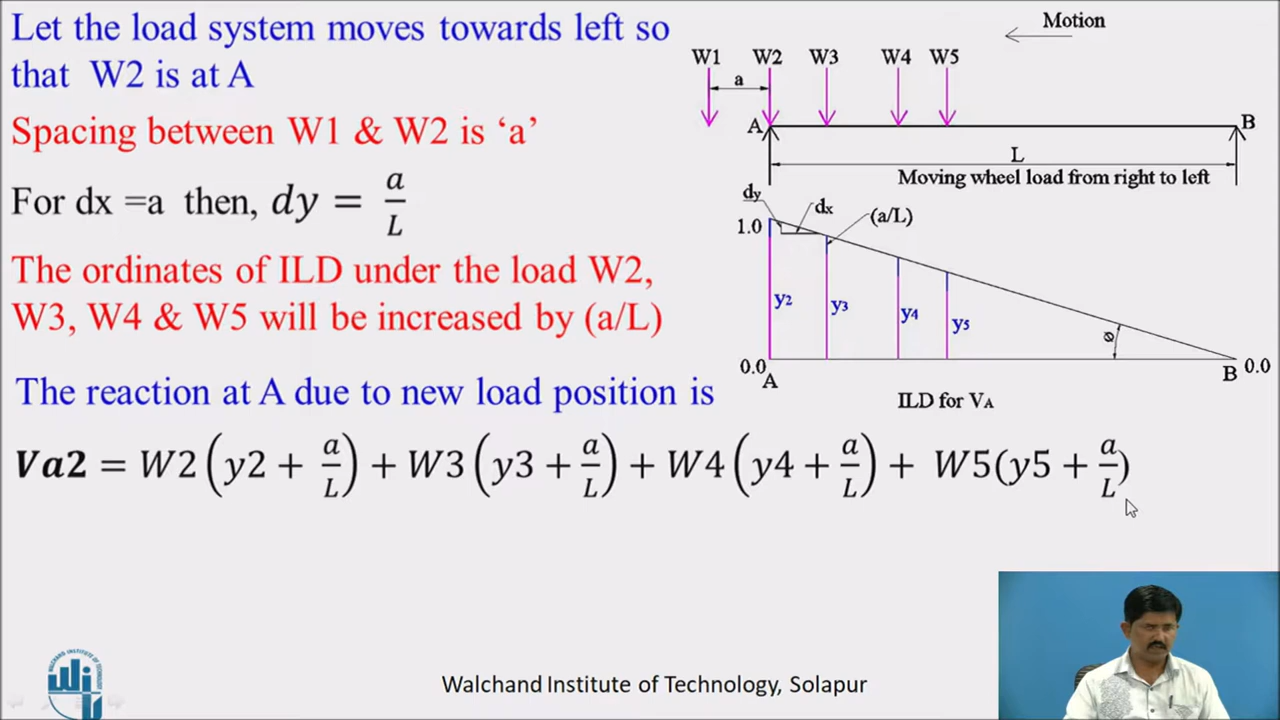 Let the load system moves towards left so
that W2 is at A
Spacing between W1 & W2 is ‘a’
For dx =a then, dy = a/L
The ordinates of ILD under the load W2,
W3, W4 & W5 will be increased by (a/L)
The reaction at A due to new load position is
Va2 = W2(y2 + a/L) + W3(y3 + a/L) + W4(y4 + a/L) + W5(y5 + a/L)
Motion
W1 W2 W3 W4 W5
a
A B
L
Moving wheel load from right to left
dy
dx
(a/L)
1.0
y2 y3 y4 y5
ø
0.0 0.0
A B
ILD for VA
WALCHAND INSTITUTE OF TECHNOLOGY
Walchand Institute of Technology, Solapur